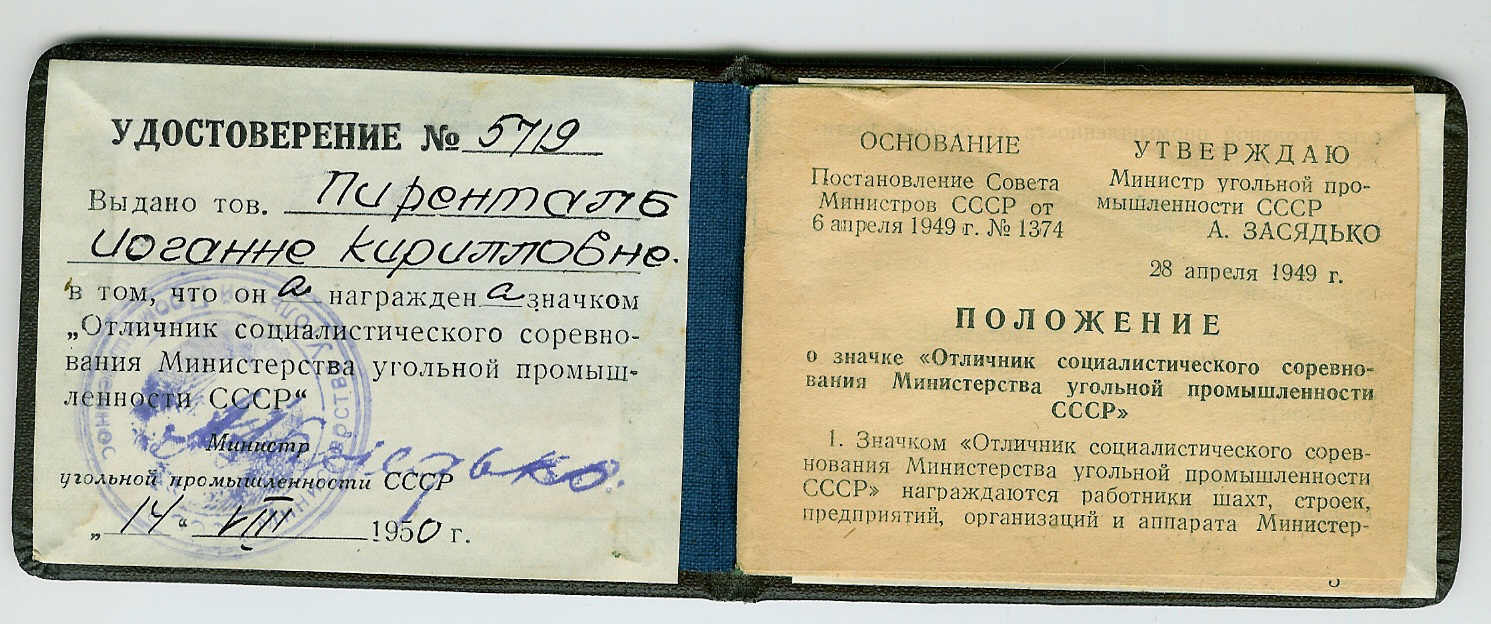 УДОСТОВЕРЕНИЕ № 5719
Выдано тов. Пиренталь
Иоганне Кирилловне.
в том, что он а награжден а значком
„Отличник социалистического соревно-
вания Министерства угольной промыш-
ленности СССР“
Министр
угольной промышленности СССР
„14“ VIII 1950 г.
ОСНОВАНИЕ
Постановление Совета
Министров СССР от
6 апреля 1949 г. № 1374
УТВЕРЖДАЮ
Министр угольной про-
мышленности СССР
А. ЗАСЯДЬКО
28 апреля 1949 г.
ПОЛОЖЕНИЕ
о значке «Отличник социалистического соревно-
вания Министерства угольной промышленности
СССР»
1. Значком «Отличник социалистического сорев-
нования Министерства угольной промышленности
СССР» награждаются работники шахт, строек,
предприятий, организаций и аппарата Министер-